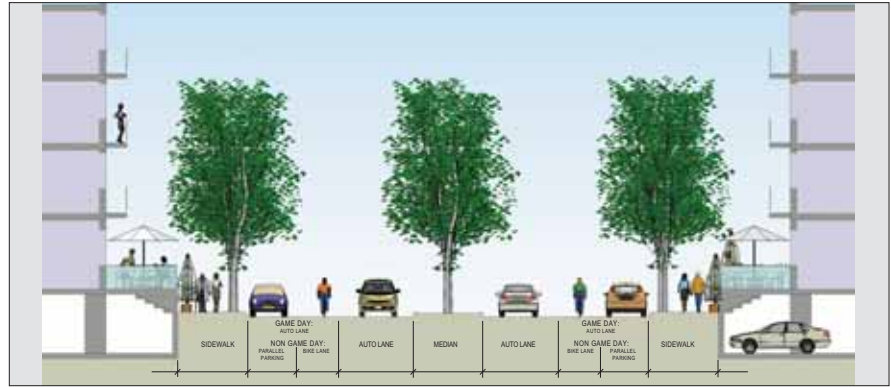 GAME DAY:
AUTO LANE
GAME DAY:
AUTO LANE
SIDEWALK
NON GAME DAY:
PARALLEL PARKING
BIKE LANE
AUTO LANE
MEDIAN
AUTO LANE
NON GAME DAY:
BIKE LANE
PARALLEL PARKING
SIDEWALK